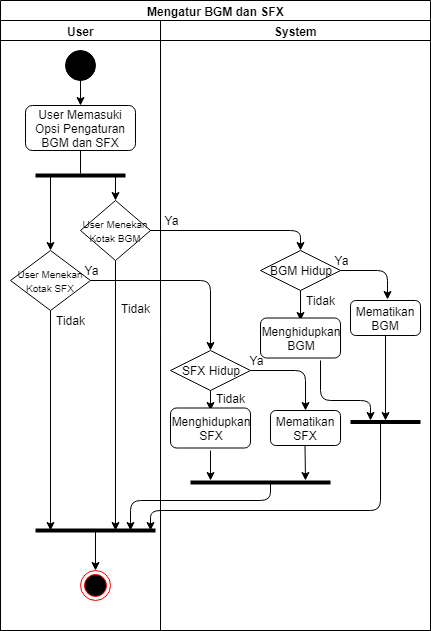 Mengatur BGM dan SFX
User
System
User Memasuki
Opsi Pengaturan
BGM dan SFX
User Menekan
Kotak BGM
Ya
User Menekan
Kotak SFX
Ya
Tidak
Tidak
BGM Hidup
Ya
Tidak
Menghidupkan
BGM
Mematikan
BGM
SFX Hidup
Ya
Tidak
Menghidupkan
SFX
Mematikan
SFX